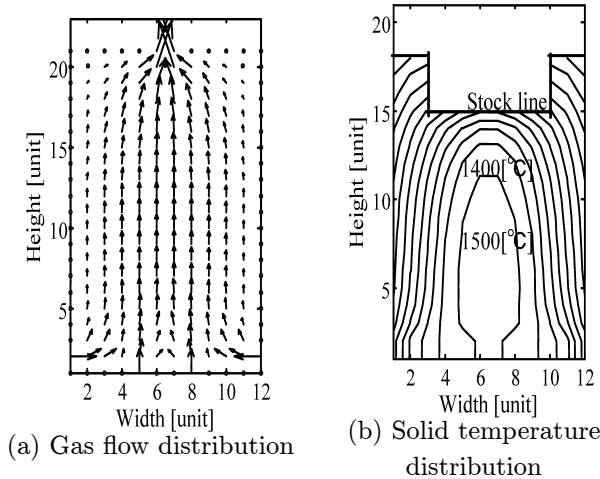 20
15
10
5
Height [unit]
2 4 6 8 10 12
Width [unit]
(a) Gas flow distribution
20
15
10
5
Height [unit]
Stock line
1400[℃]
1500[℃]
2 4 6 8 10 12
Width [unit]
(b) Solid temperature
distribution